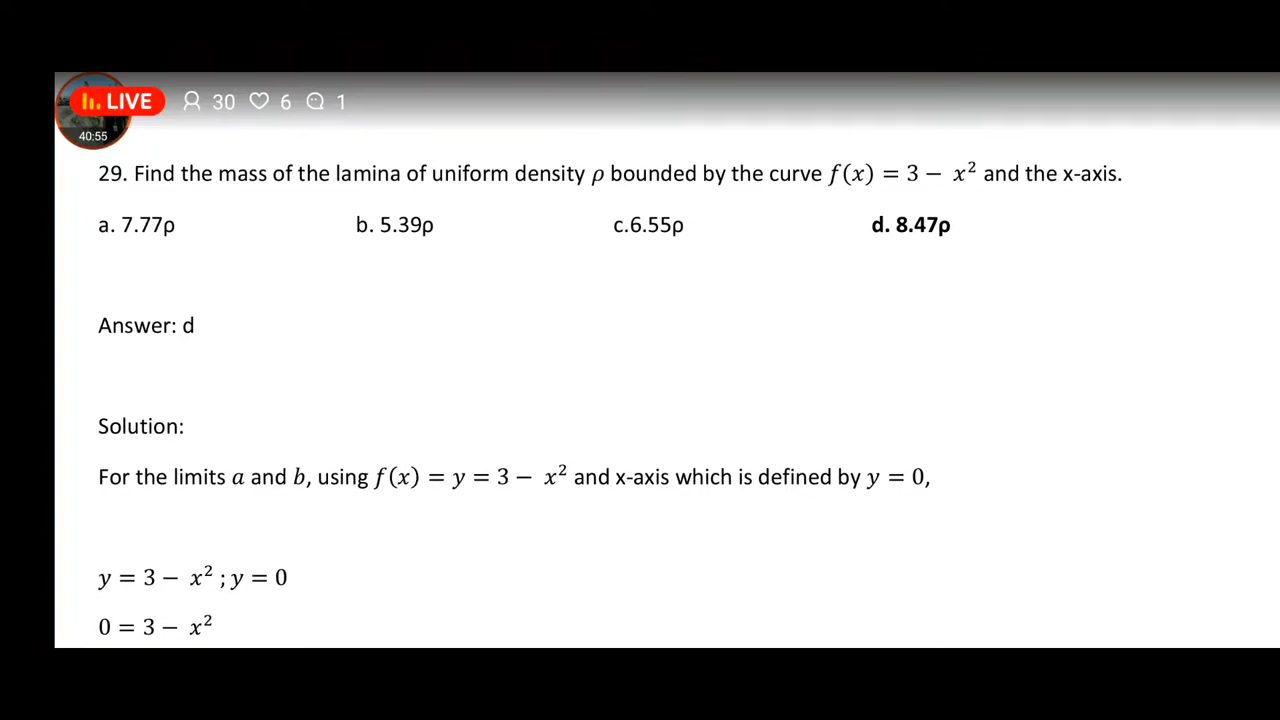 LIVE 30 6 1
40:55
29. Find the mass of the lamina of uniform density ρ bounded by the curve f(x) = 3 − x² and the x-axis.
a. 7.77ρ b. 5.39ρ c.6.55ρ d. 8.47ρ
Answer: d
Solution:
For the limits a and b, using f(x) = y = 3 − x² and x-axis which is defined by y = 0,
y = 3 − x² ; y = 0
0 = 3 − x²